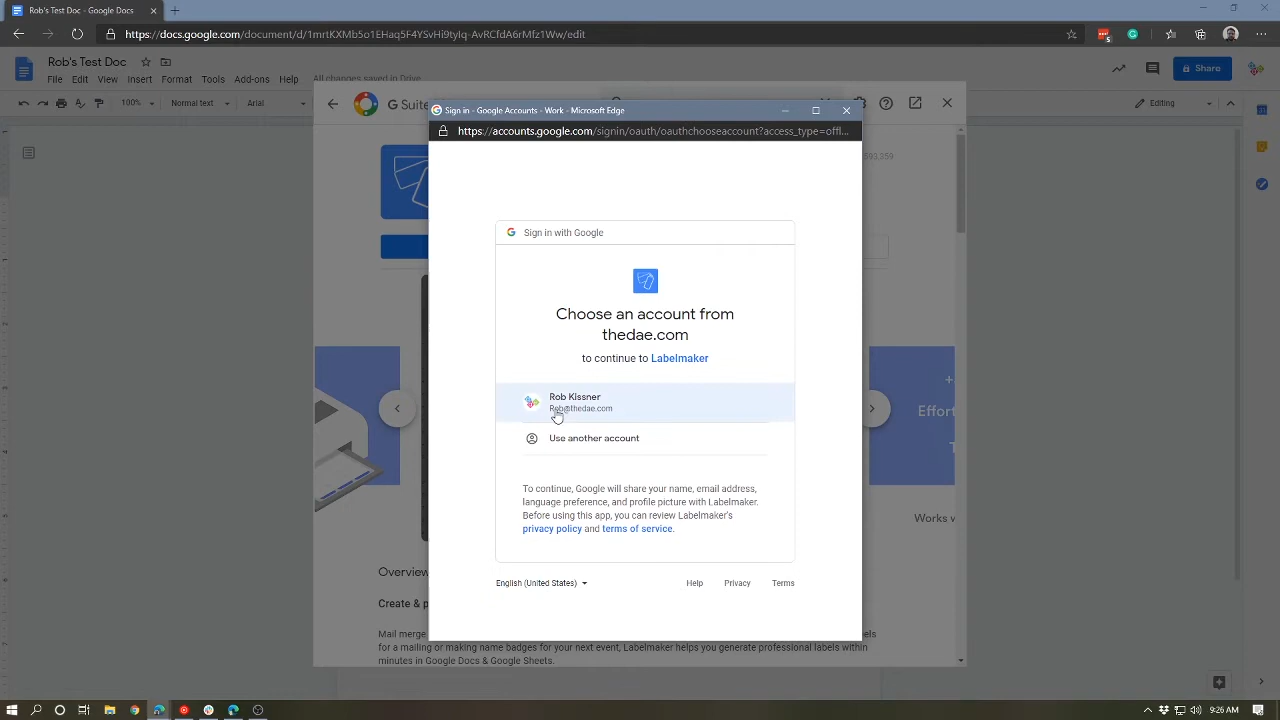 Rob's Test Doc - Google Docs
https://docs.google.com/document/d/1mrtKXMb5o1EHaq5F4YSvHi9tyIq-AvRCfdA6rMfz1Ww/edit
Rob's Test Doc
File Edit View Insert Format Tools Add-ons Help All changes saved in Drive
Share
100% Normal text Arial
Editing
G Suite
593,359
Sign in - Google Accounts - Work - Microsoft Edge
https://accounts.google.com/signin/oauth/oauthchooseaccount?access_type=offl...
Sign in with Google
Choose an account from
thedae.com
to continue to Labelmaker
Rob Kissner
Rob@thedae.com
Use another account
To continue, Google will share your name, email address,
language preference, and profile picture with Labelmaker.
Before using this app, you can review Labelmaker's
privacy policy and terms of service.
English (United States)
Help Privacy Terms
Effort
Works
Overview
Create & p
Mail merge
for a mailing or making name badges for your next event, Labelmaker helps you generate professional labels within
minutes in Google Docs & Google Sheets.
9:26 AM